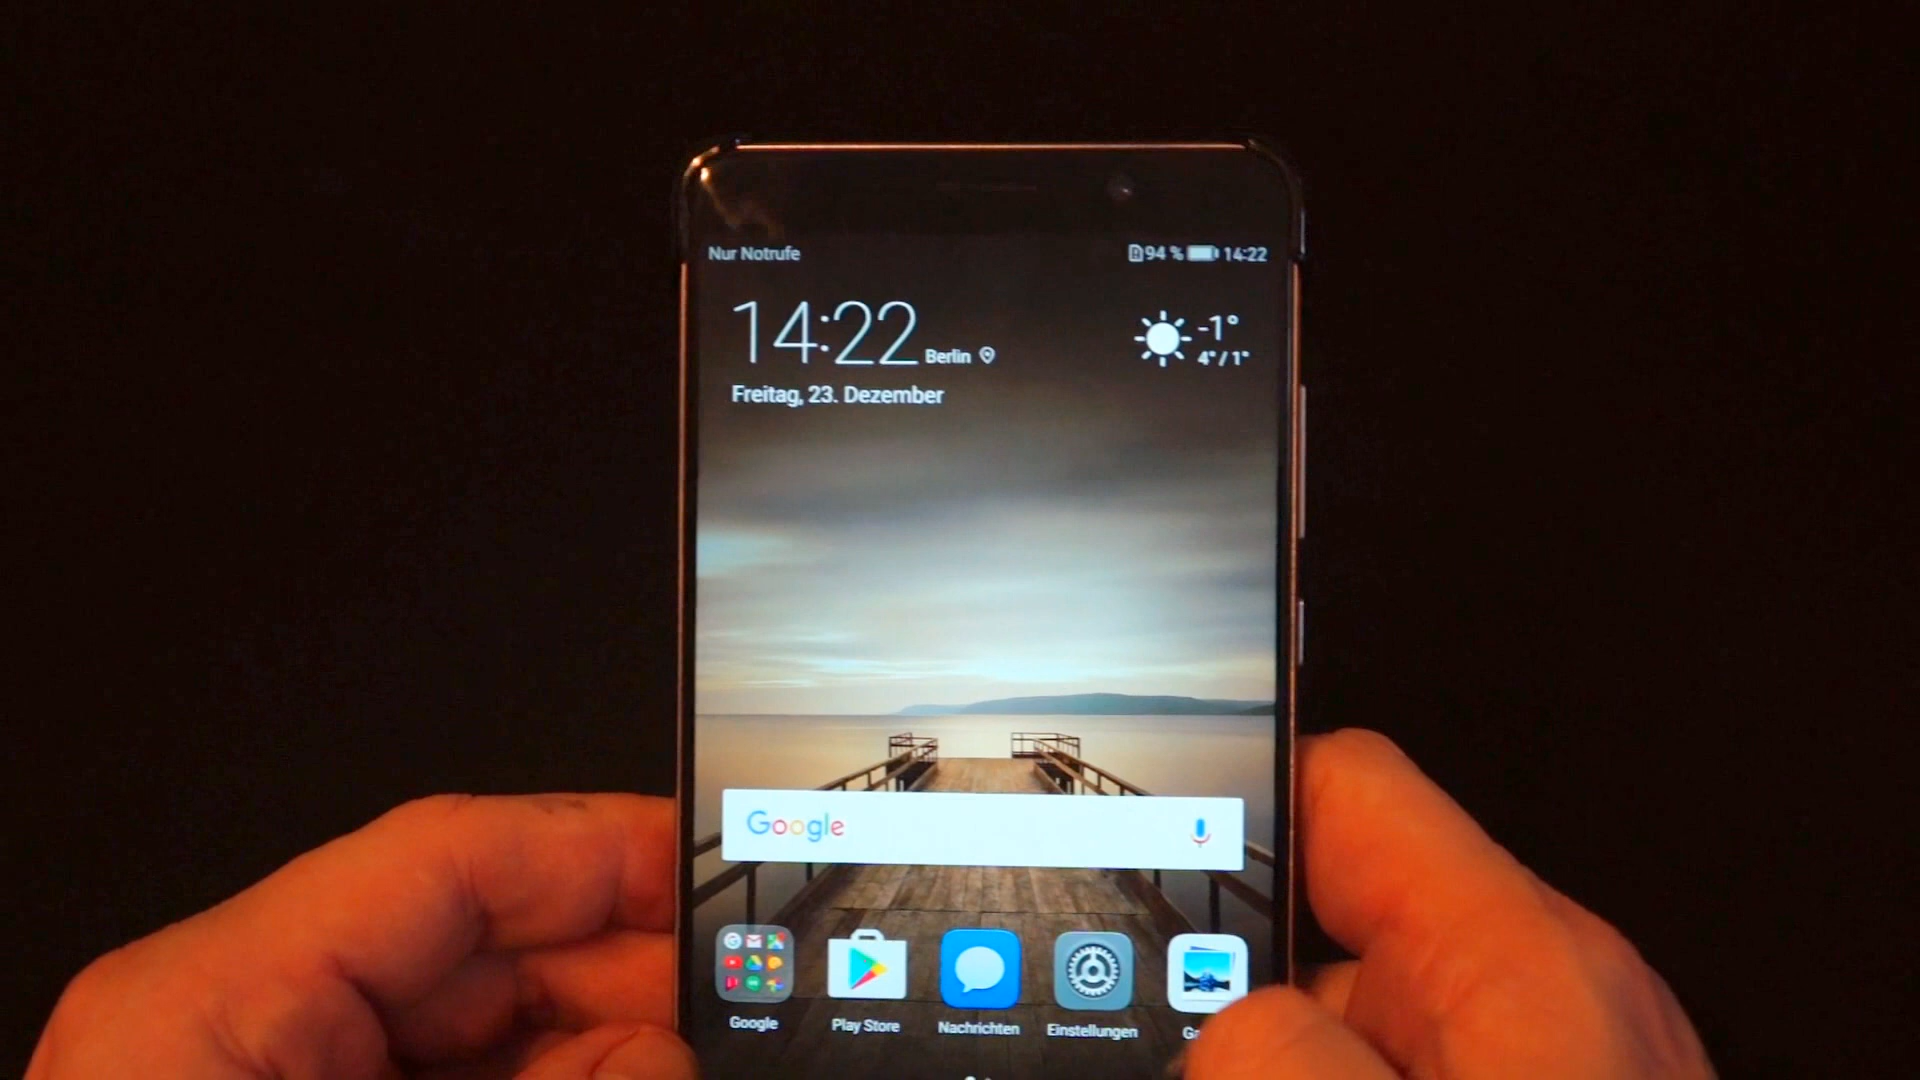 Nur Notrufe
94 % 14:22
14:22 Berlin
-1°
4°/1°
Freitag, 23. Dezember
Google
Google
Play Store
Nachrichten
Einstellungen